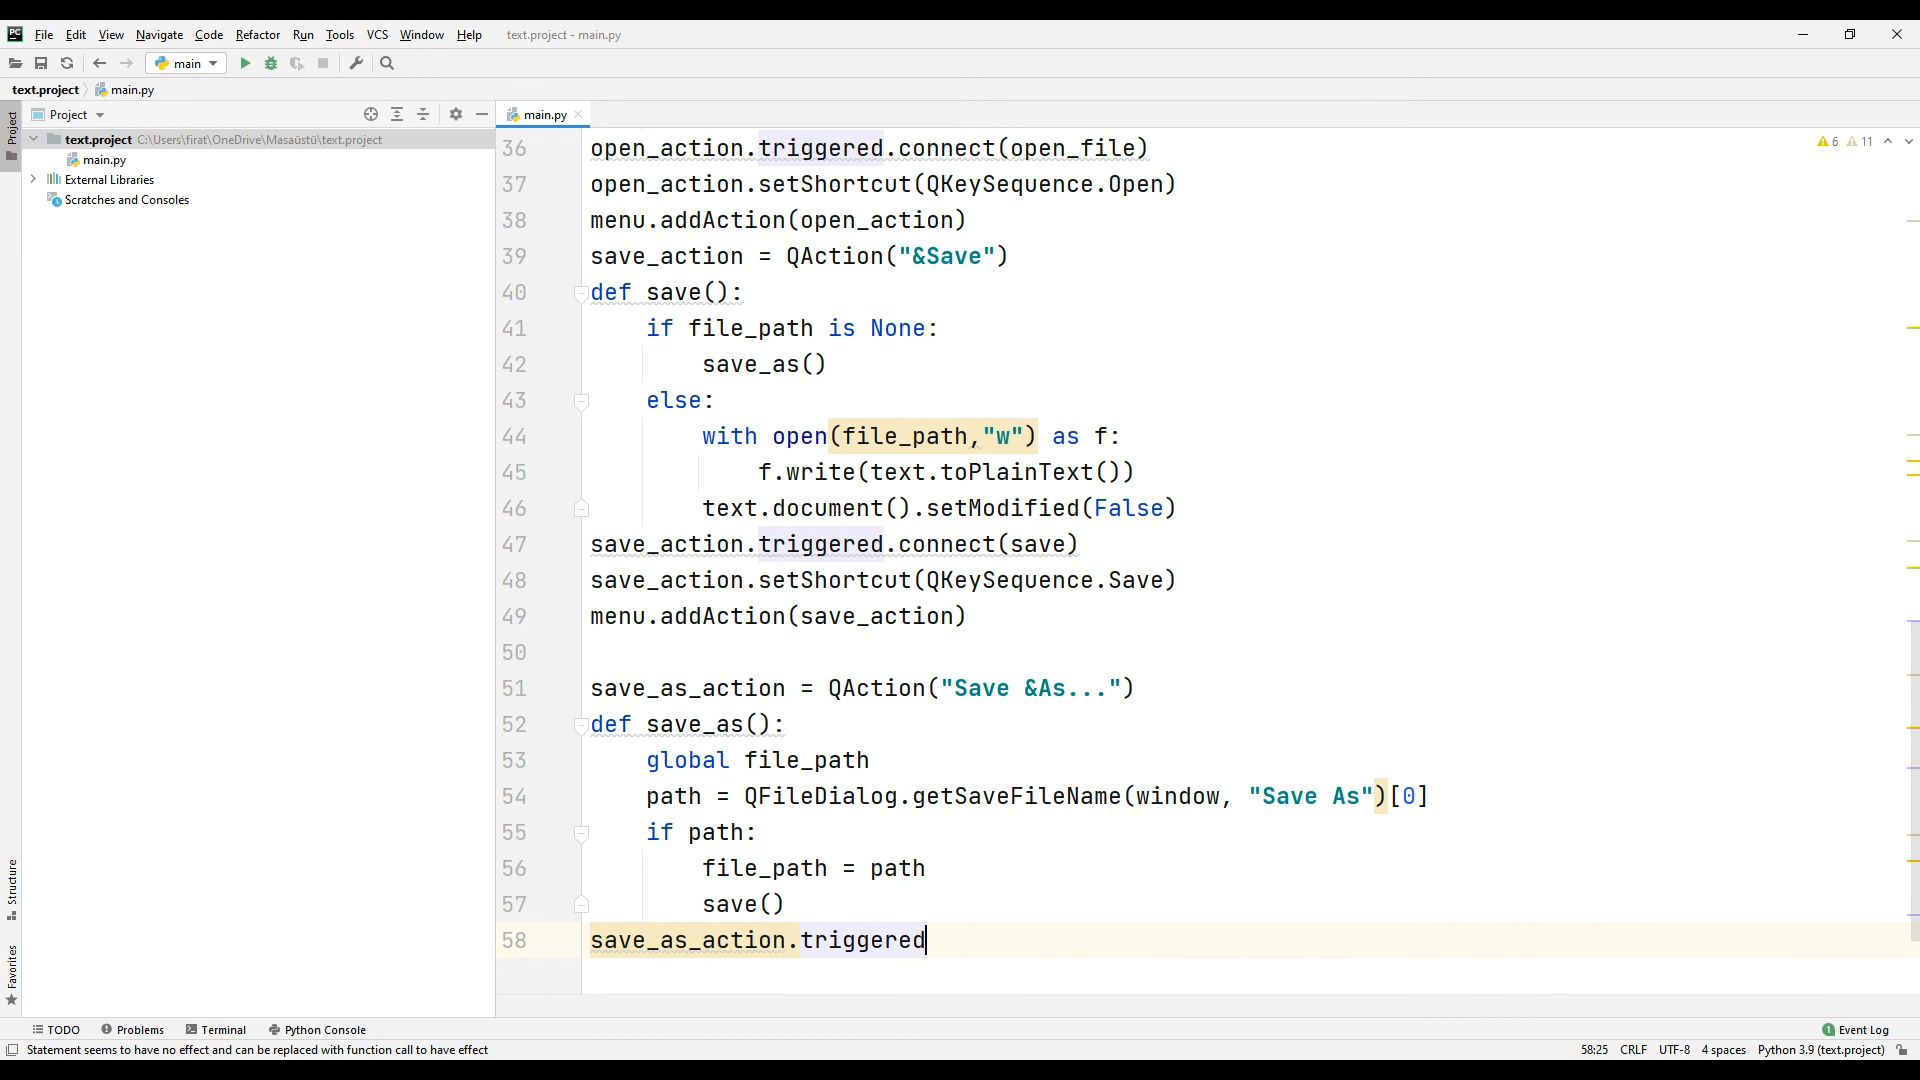 PC File Edit View Navigate Code Refactor Run Tools VCS Window Help text.project - main.py
main
text.project main.py
Project
Project
main.py
text.project C:\Users\firat\OneDrive\Masaüstü\text.project
main.py
External Libraries
Scratches and Consoles
6 11
36 open_action.triggered.connect(open_file)
37 open_action.setShortcut(QKeySequence.Open)
38 menu.addAction(open_action)
39 save_action = QAction("&Save")
40 def save():
41     if file_path is None:
42         save_as()
43     else:
44         with open(file_path,"w") as f:
45             f.write(text.toPlainText())
46         text.document().setModified(False)
47 save_action.triggered.connect(save)
48 save_action.setShortcut(QKeySequence.Save)
49 menu.addAction(save_action)
50
51 save_as_action = QAction("Save &As...")
52 def save_as():
53     global file_path
54     path = QFileDialog.getSaveFileName(window, "Save As")[0]
55     if path:
56         file_path = path
57         save()
58 save_as_action.triggered
Structure
Favorites
TODO Problems Terminal Python Console 1 Event Log
Statement seems to have no effect and can be replaced with function call to have effect 58:25 CRLF UTF-8 4 spaces Python 3.9 (text.project)